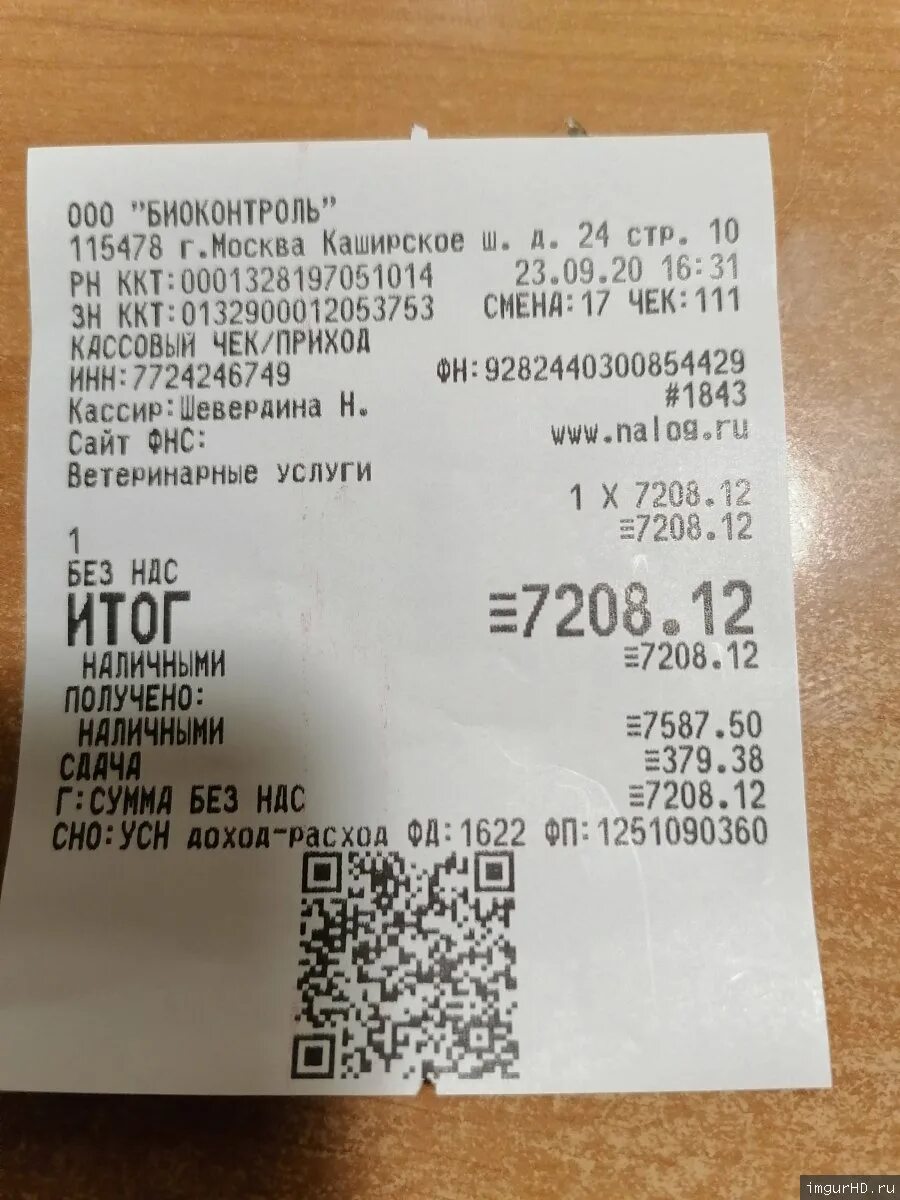 ООО "БИОКОНТРОЛЬ"
115478 г.Москва Каширское ш. д. 24 стр. 10
РН ККТ:0001328197051014 23.09.20 16:31
ЗН ККТ:0132900012053753 СМЕНА:17 ЧЕК:111
КАССОВЫЙ ЧЕК/ПРИХОД
ИНН:7724246749 ФН:9282440300854429
Кассир:Шевердина Н. #1843
Сайт ФНС: www.nalog.ru
Ветеринарные услуги
1 X 7208.12
≡7208.12
1
БЕЗ НДС
ИТОГ ≡7208.12
НАЛИЧНЫМИ ≡7208.12
ПОЛУЧЕНО:
НАЛИЧНЫМИ ≡7587.50
СДАЧА ≡379.38
Г:СУММА БЕЗ НДС ≡7208.12
СНО:УСН доход-расход ФД:1622 ФП:1251090360
imgurHD.ru